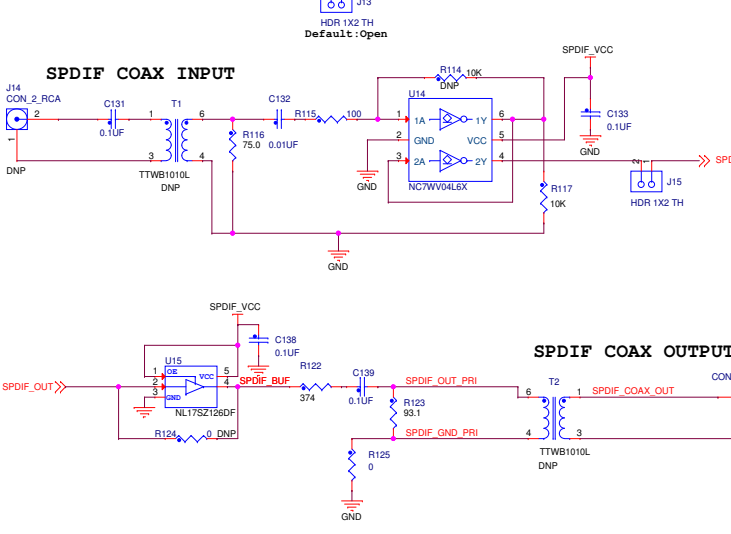 J13
HDR 1X2 TH
Default:Open
SPDIF COAX INPUT
SPDIF_VCC
J14
CON_2_RCA
2
1
DNP
C131
0.1UF
T1
1
6
3
4
TTWB1010L
DNP
R116
75.0
C132
0.01UF
R115
100
R114
10K
DNP
U14
1
1A
1Y
6
2
GND
VCC
5
3
2A
2Y
4
NC7WV04L6X
GND
C133
0.1UF
GND
R117
10K
2
1
J15
HDR 1X2 TH
GND
SPDIF_VCC
C138
0.1UF
U15
1
OE
VCC
5
2
4
3
GND
NL17SZ126DF
SPDIF_OUT
SPDIF_BUF
R124
0
DNP
R122
374
C139
0.1UF
SPDIF_OUT_PRI
R123
93.1
SPDIF_GND_PRI
R125
0
GND
SPDIF COAX OUTPUT
T2
6
1
4
3
TTWB1010L
DNP
SPDIF_COAX_OUT
CON